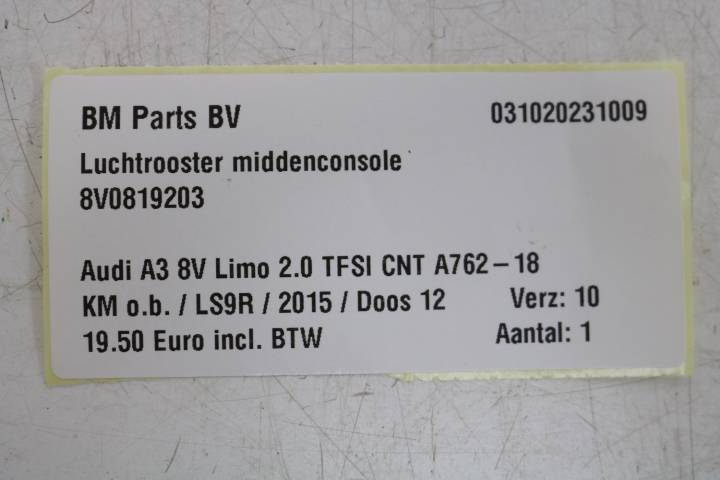 BM Parts BV 031020231009
Luchtrooster middenconsole
8V0819203
Audi A3 8V Limo 2.0 TFSI CNT A762-18
KM o.b. / LS9R / 2015 / Doos 12 Verz: 10
19.50 Euro incl. BTW Aantal: 1